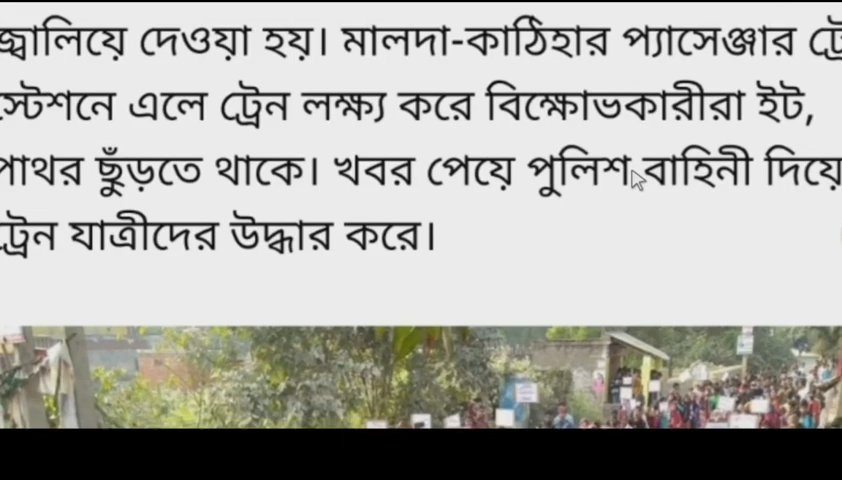 জ্বালিয়ে দেওয়া হয়। মালদা-কাঠিহার প্যাসেঞ্জার
স্টেশনে এলে ট্রেন লক্ষ্য করে বিক্ষোভকারীরা ইট,
পাথর ছুঁড়তে থাকে। খবর পেয়ে পুলিশ বাহিনী দিয়ে
ট্রেন যাত্রীদের উদ্ধার করে।